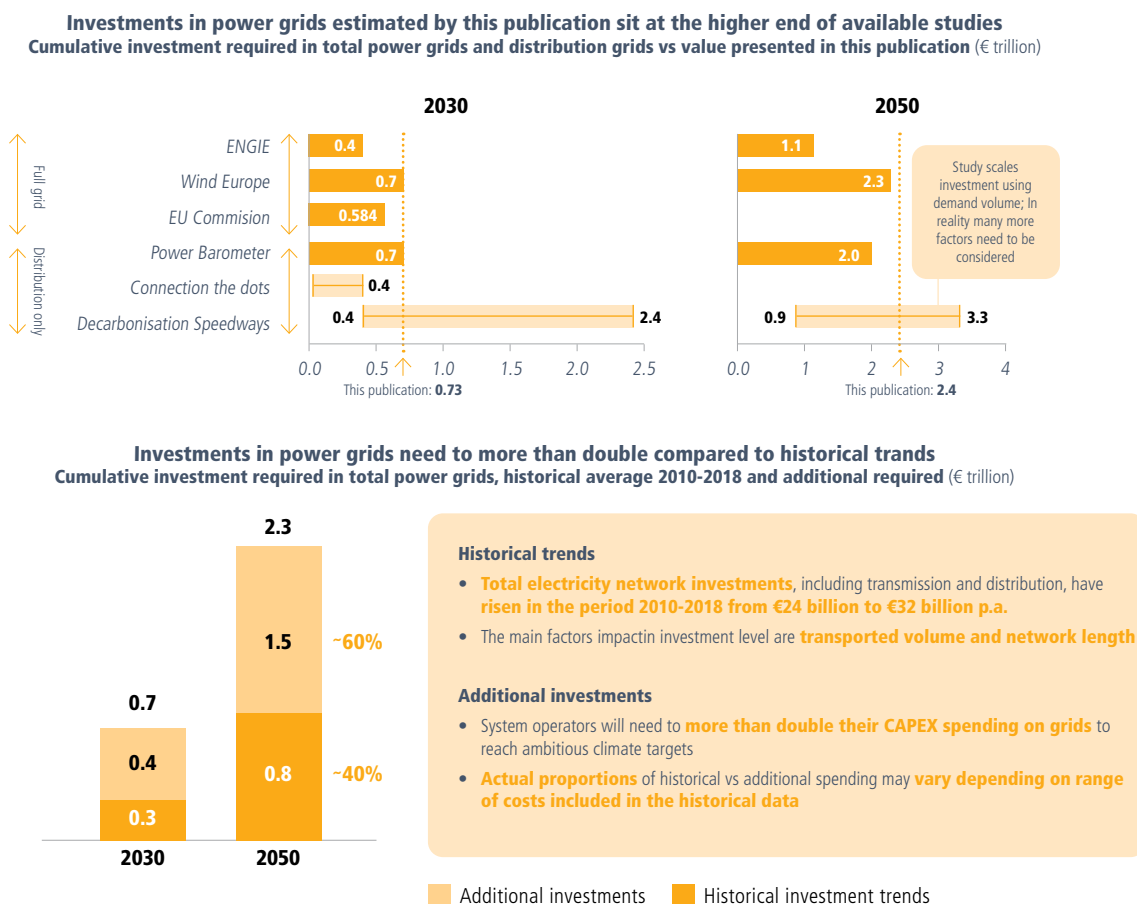 Investments in power grids estimated by this publication sit at the higher end of available studies
Cumulative investment required in total power grids and distribution grids vs value presented in this publication (€ trillion)
2030
2050
Full grid
Distribution only
ENGIE
0.4
1.1
Wind Europe
0.7
2.3
EU Commision
0.584
Power Barometer
0.7
2.0
Connection the dots
0.4
Decarbonisation Speedways
0.4
2.4
0.9
3.3
Study scales
investment using
demand volume; In
reality many more
factors need to be
considered
0.0 0.5 1.0 1.5 2.0 2.5
This publication: 0.73
0.0 1 2 3 4
This publication: 2.4
Investments in power grids need to more than double compared to historical trands
Cumulative investment required in total power grids, historical average 2010-2018 and additional required (€ trillion)
0.7
0.4
0.3
2030
2.3
1.5
~60%
0.8
~40%
2050
Historical trends
• Total electricity network investments, including transmission and distribution, have
risen in the period 2010-2018 from €24 billion to €32 billion p.a.
• The main factors impactin investment level are transported volume and network length
Additional investments
• System operators will need to more than double their CAPEX spending on grids to
reach ambitious climate targets
• Actual proportions of historical vs additional spending may vary depending on range
of costs included in the historical data
Additional investments
Historical investment trends